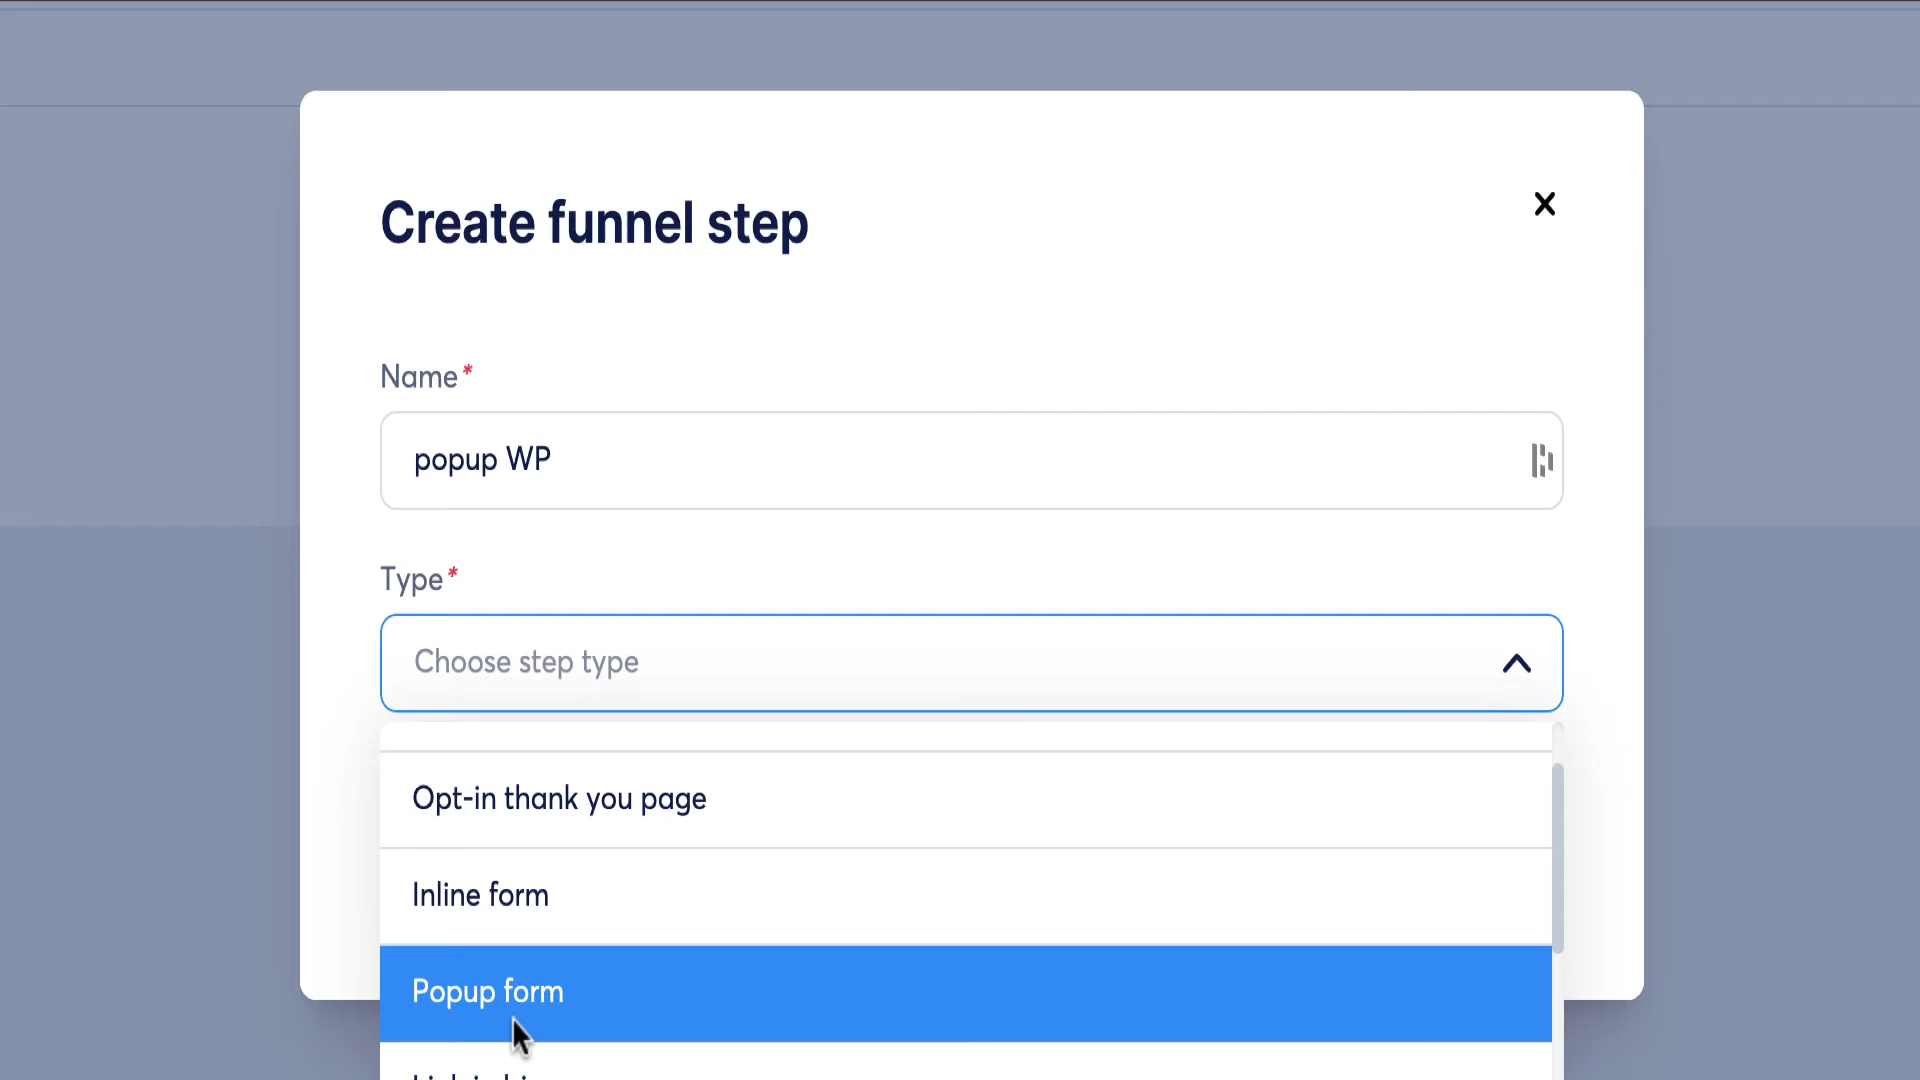 Create funnel step
Name*
popup WP
Type*
Choose step type
Opt-in thank you page
Inline form
Popup form